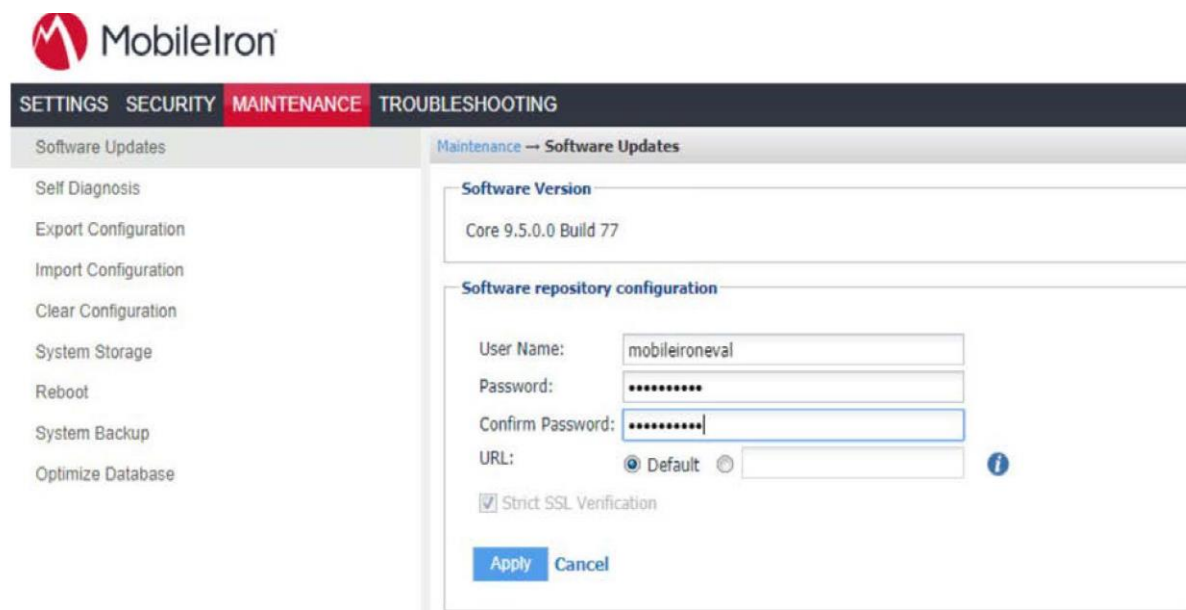 MobileIron
SETTINGS SECURITY MAINTENANCE TROUBLESHOOTING
Software Updates
Self Diagnosis
Export Configuration
Import Configuration
Clear Configuration
System Storage
Reboot
System Backup
Optimize Database
Maintenance → Software Updates
Software Version
Core 9.5.0.0 Build 77
Software repository configuration
User Name: mobileironeval
Password: ••••••••••
Confirm Password: ••••••••••
URL: Default
Strict SSL Verification
Apply Cancel